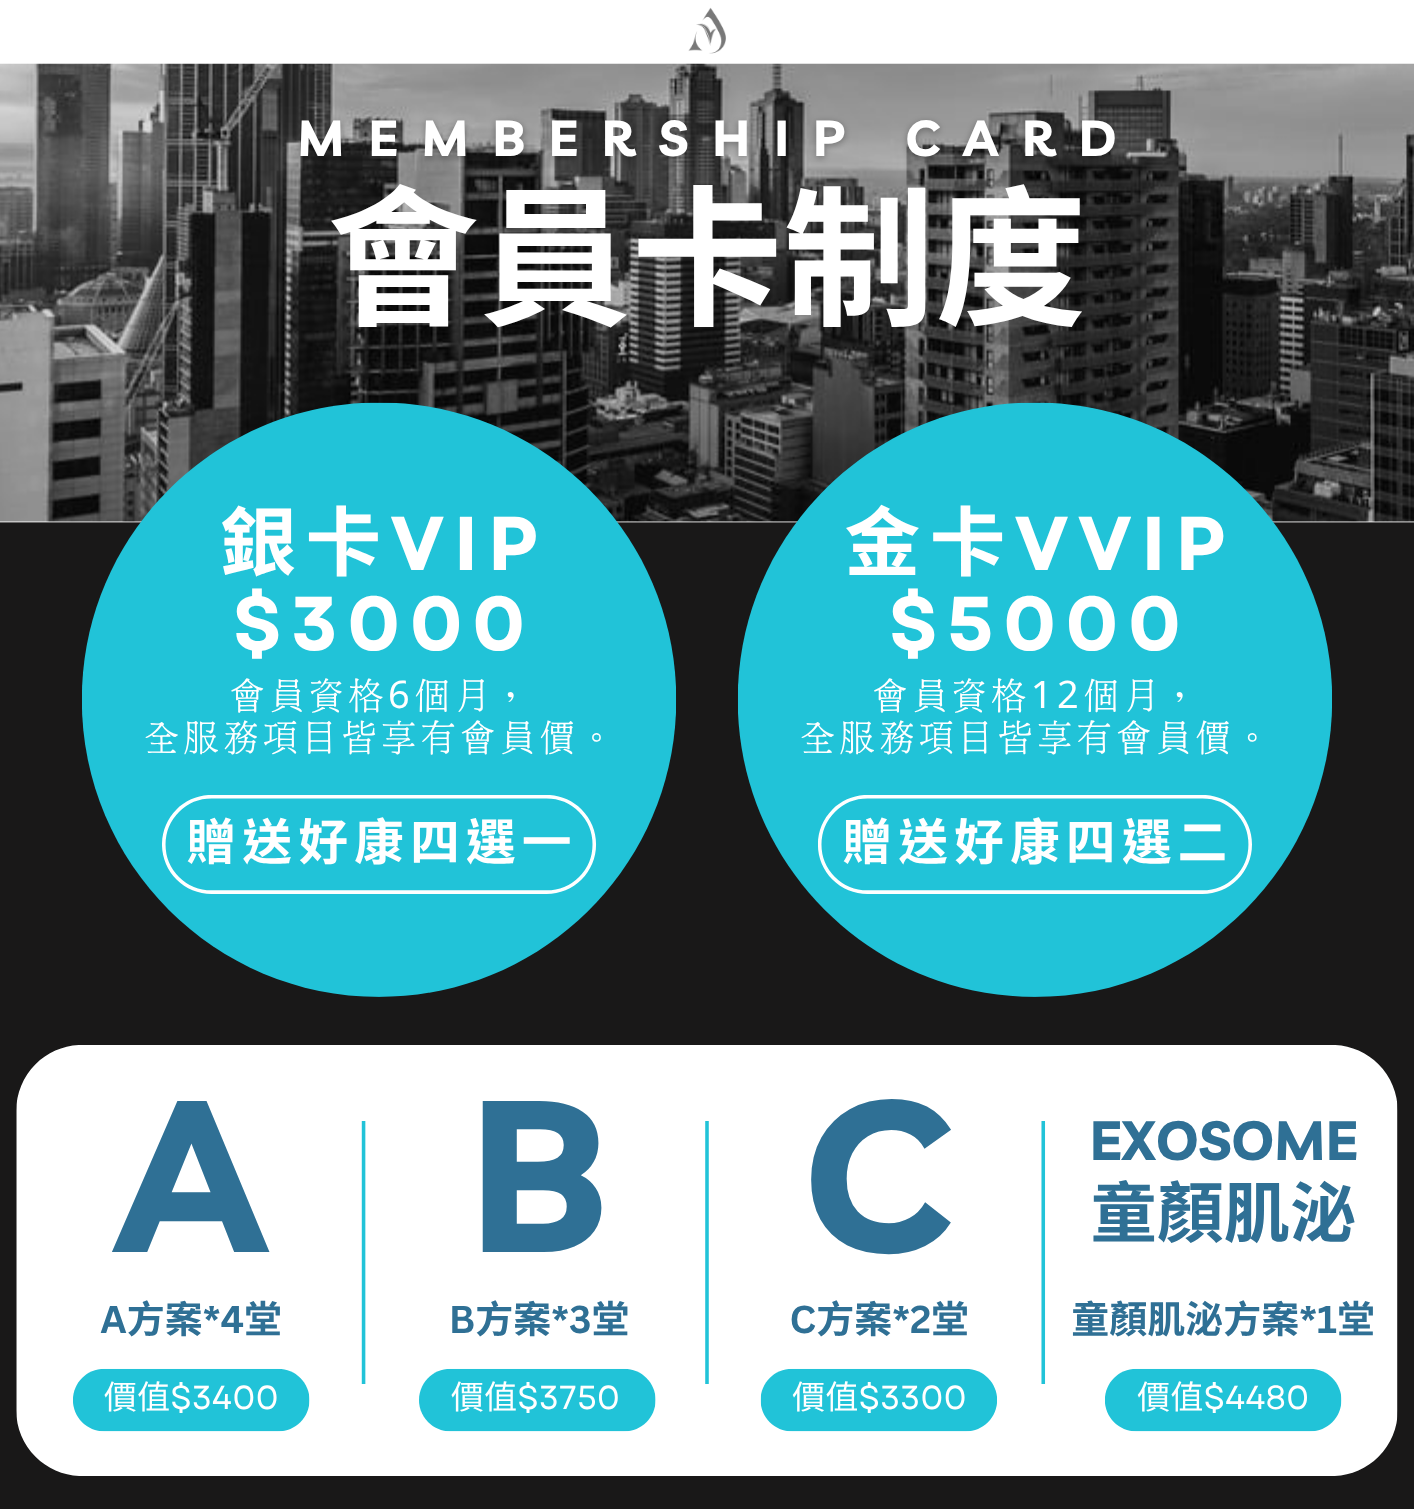 MEMBERSHIP CARD
會員卡制度
銀卡VIP
$3000
會員資格6個月，
全服務項目皆享有會員價。
贈送好康四選一
金卡VVIP
$5000
會員資格12個月，
全服務項目皆享有會員價。
贈送好康四選二
A
A方案*4堂
價值$3400
B
B方案*3堂
價值$3750
C
C方案*2堂
價值$3300
EXOSOME
童顏肌泌
童顏肌泌方案*1堂
價值$4480